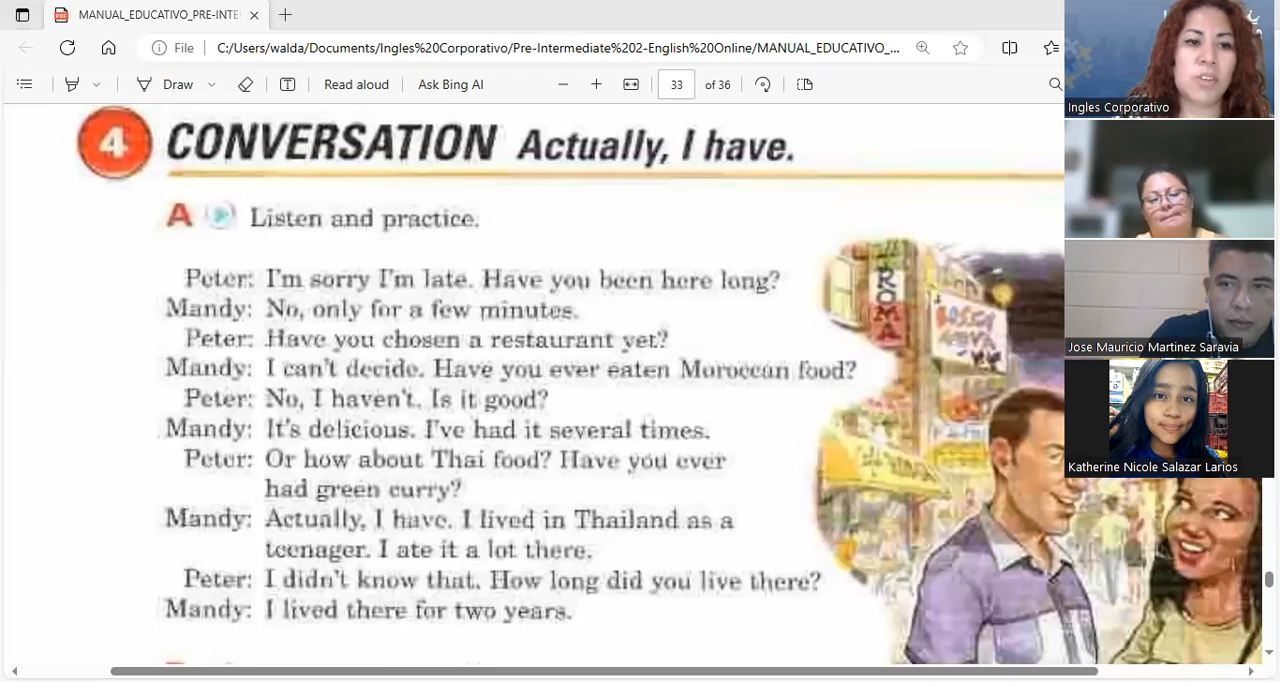 MANUAL_EDUCATIVO_PRE-INTE
File
C:/Users/walda/Documents/Ingles%20Corporativo/Pre-Intermediate%202-English%20Online/MANUAL_EDUCATIVO_...
Draw
Read aloud
Ask Bing AI
33 of 36
Ingles Corporativo
4 CONVERSATION Actually, I have.
A Listen and practice.
Peter: I'm sorry I'm late. Have you been here long?
Mandy: No, only for a few minutes.
Peter: Have you chosen a restaurant yet?
Mandy: I can't decide. Have you ever eaten Moroccan food?
Peter: No, I haven't. Is it good?
Mandy: It's delicious. I've had it several times.
Peter: Or how about Thai food? Have you ever
had green curry?
Mandy: Actually, I have. I lived in Thailand as a
teenager. I ate it a lot there.
Peter: I didn't know that. How long did you live there?
Mandy: I lived there for two years.
ROMA
Jose Mauricio Martinez Saravia
Katherine Nicole Salazar Larios